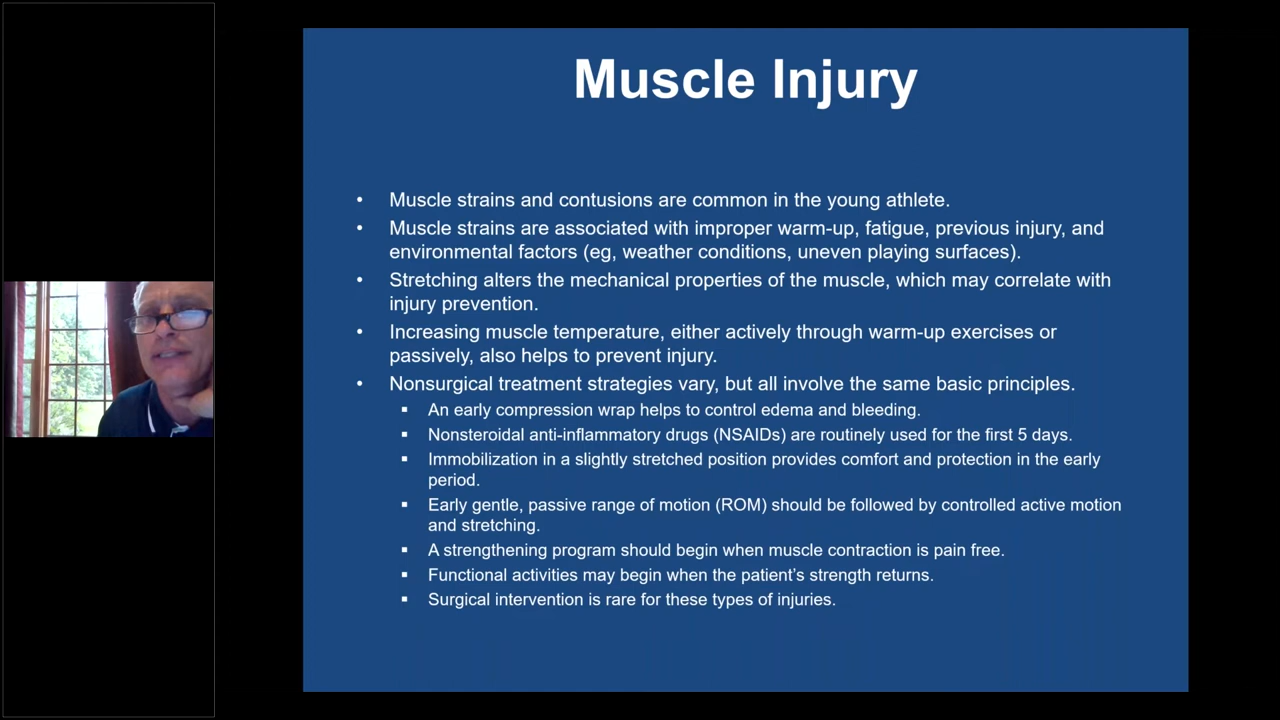 Muscle Injury
• Muscle strains and contusions are common in the young athlete.
• Muscle strains are associated with improper warm-up, fatigue, previous injury, and
environmental factors (eg, weather conditions, uneven playing surfaces).
• Stretching alters the mechanical properties of the muscle, which may correlate with
injury prevention.
• Increasing muscle temperature, either actively through warm-up exercises or
passively, also helps to prevent injury.
• Nonsurgical treatment strategies vary, but all involve the same basic principles.
▪ An early compression wrap helps to control edema and bleeding.
▪ Nonsteroidal anti-inflammatory drugs (NSAIDs) are routinely used for the first 5 days.
▪ Immobilization in a slightly stretched position provides comfort and protection in the early
period.
▪ Early gentle, passive range of motion (ROM) should be followed by controlled active motion
and stretching.
▪ A strengthening program should begin when muscle contraction is pain free.
▪ Functional activities may begin when the patient’s strength returns.
▪ Surgical intervention is rare for these types of injuries.